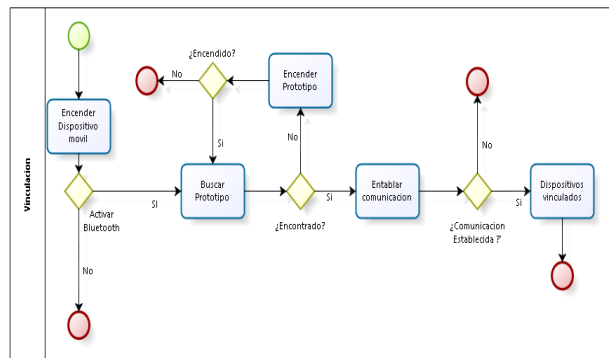 Vinculacion
Encender
Dispositivo
movil
Activar
Bluetooth
No
SI
¿Encendido?
No
Si
Encender
Prototipo
Buscar
Prototipo
No
¿Encontrado?
Si
Entablar
comunicacion
No
¿Comunicacion
Establecida ?'
Si
Dispositivos
vinculados